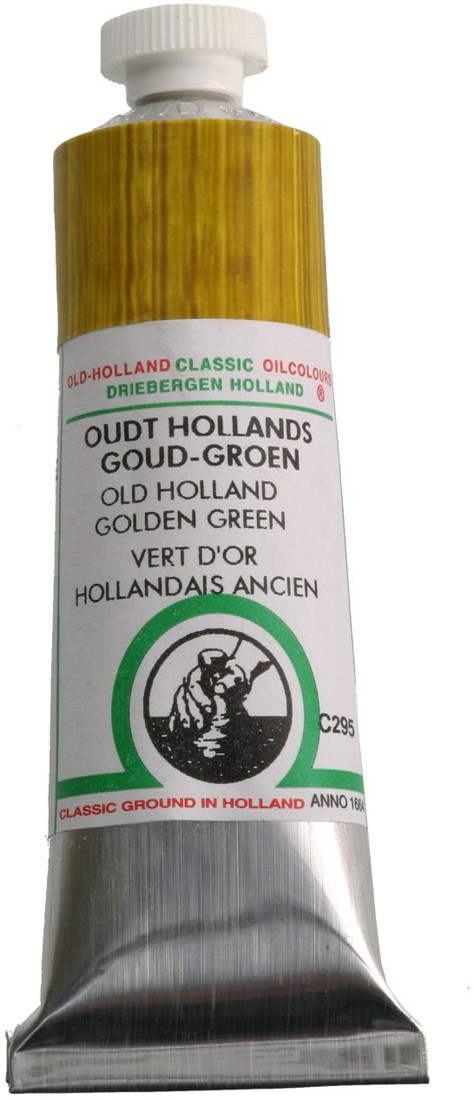 OLD-HOLLAND CLASSIC OILCOLOURS
DRIEBERGEN HOLLAND ®
OUDT HOLLANDS
GOUD-GROEN
OLD HOLLAND
GOLDEN GREEN
VERT D'OR
HOLLANDAIS ANCIEN
C295
CLASSIC GROUND IN HOLLAND ANNO 1664